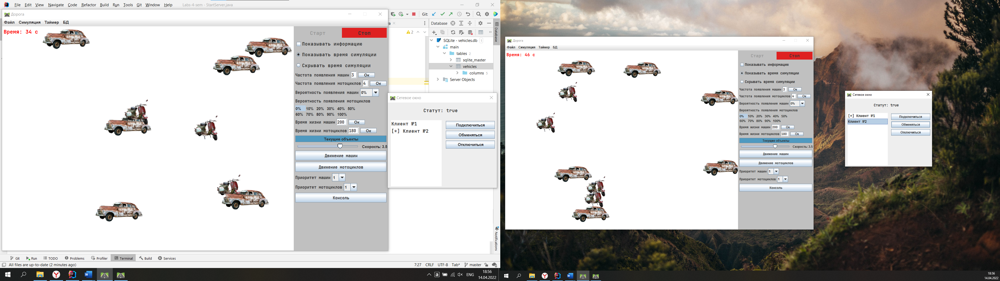 File Edit View Navigate Code Refactor Build Run Tools Git Window Help Labs-4-sem - StartServer.java
Дорога
Файл Симуляция Таймер БД
Время: 34 с
Старт Стоп
Показывать информацию
Показывать время симуляции
Скрывать время симуляции
Частота появления машин 3 Ок
Частота появления мотоциклов 4 Ок
Вероятность появления машин 0%
Вероятность появления мотоциклов
0% 10% 20% 30% 40% 50%
60% 70% 80% 90% 100%
Время жизни машин 200 Ок
Время жизни мотоциклов 180 Ок
Текущие объекты
Скорость: 3.5
Движение машин
Движение мотоциклов
Приоритет машин 1
Приоритет мотоциклов 1
Консоль
Git:
2
Database
SQLite - vehicles.db 1
main
tables 2
sqlite_master
vehicles
columns 5
Server Objects
Database
Notifications
Сетевое окно
Статут: true
Клиент №1
[*] Клиент №2
Подключиться
Обменяться
Отключиться
Git Run TODO Problems Profiler Terminal Build Services
All files are up-to-date (2 minutes ago)
7:27 CRLF UTF-8 Tab* master
ENG
18:56
14.04.2022
Дорога
Файл Симуляция Таймер БД
Время: 46 с
Старт Стоп
Показывать информацию
Показывать время симуляции
Скрывать время симуляции
Частота появления машин 3 Ок
Частота появления мотоциклов 4 Ок
Вероятность появления машин 0%
Вероятность появления мотоциклов
0% 10% 20% 30% 40% 50%
60% 70% 80% 90% 100%
Время жизни машин 200 Ок
Время жизни мотоциклов 180 Ок
Текущие объекты
Скорость: 3.5
Движение машин
Движение мотоциклов
Приоритет машин 1
Приоритет мотоциклов 1
Консоль
Сетевое окно
Статут: true
[*] Клиент №1
Клиент №2
Подключиться
Обменяться
Отключиться
18:56
14.04.2022